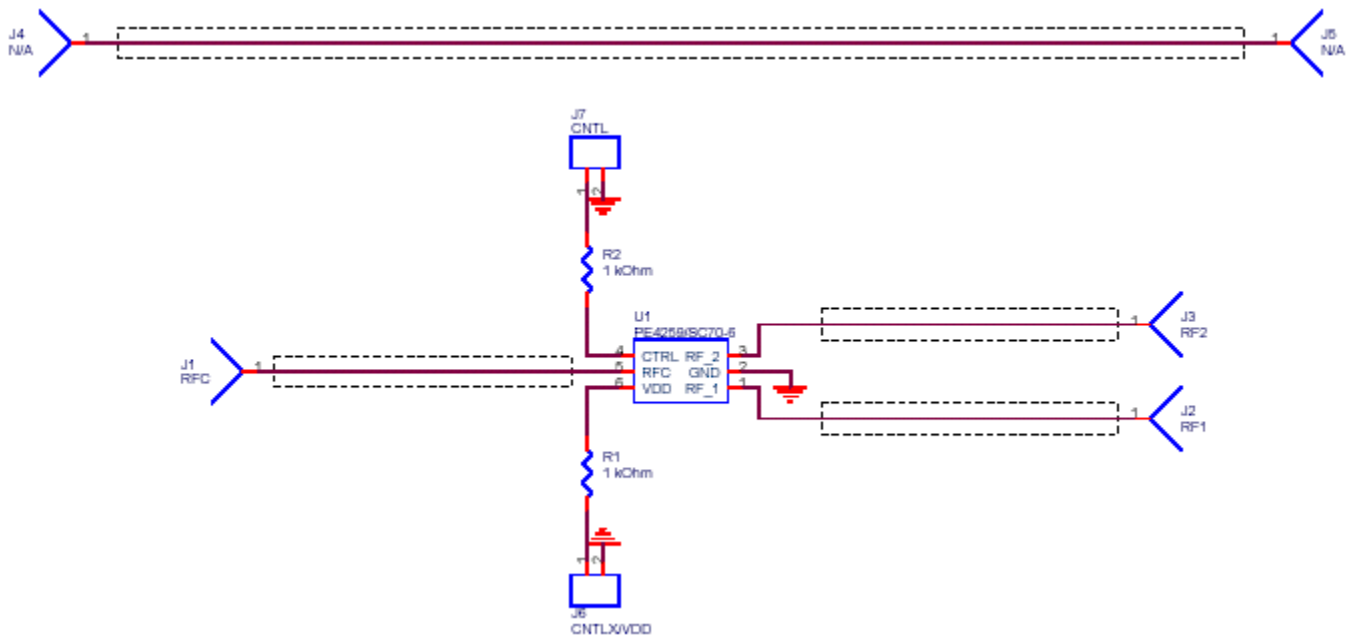 J4
N/A
1
1
J5
N/A
J7
CNTL
1
2
R2
1 kOhm
U1
PE4259/SC70-6
J3
RF2
1
J1
RFC
1
4
CTRL
RF_2
3
5
RFC
GND
2
6
VDD
RF_1
1
1
J2
RF1
R1
1 kOhm
1
2
J6
CNTLX/VDD